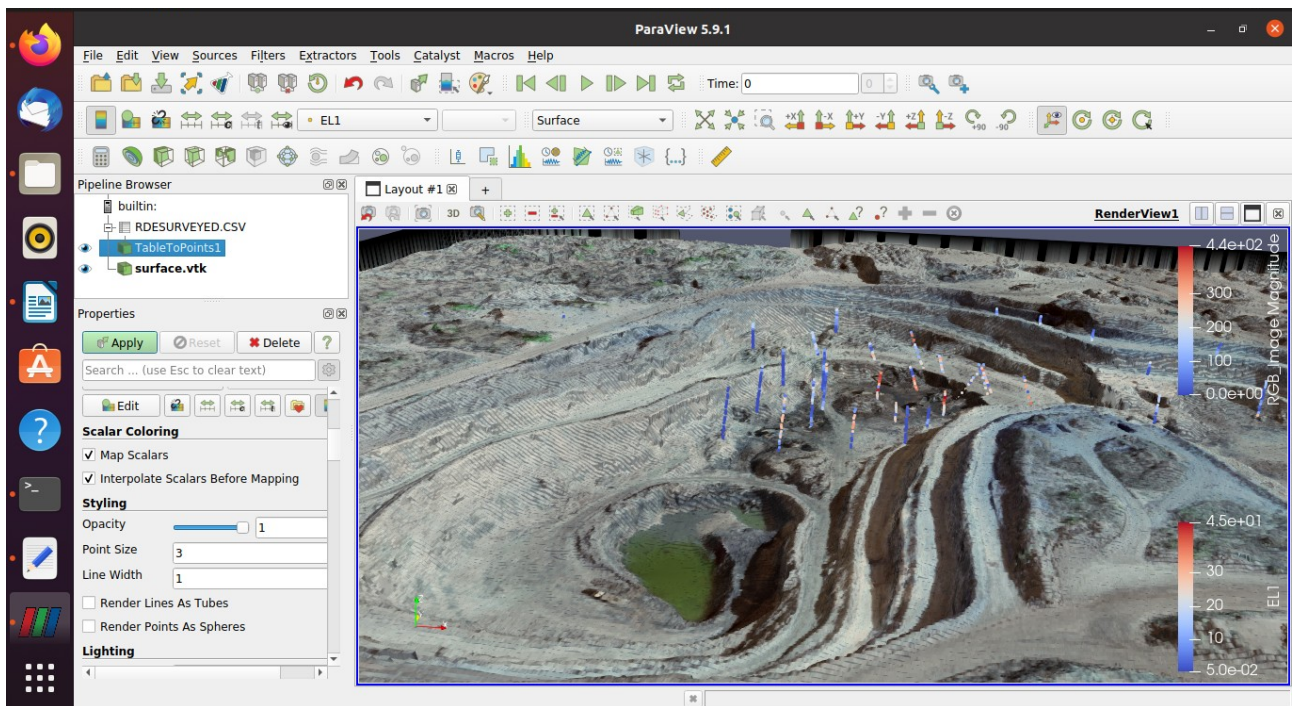 ParaView 5.9.1
File Edit View Sources Filters Extractors Tools Catalyst Macros Help
Time: 0 0
EL1 Surface +X -X +Y -Y +Z -Z +90 -90
Pipeline Browser
Layout #1 +
builtin:
3D RenderView1
RDESURVEYED.CSV
TableToPoints1
surface.vtk
4.4e+02
300
200
100
0.0e+00
RGB_Image Magnitude
Properties
Apply Reset Delete ?
Search ... (use Esc to clear text)
Edit
Scalar Coloring
Map Scalars
Interpolate Scalars Before Mapping
Styling
Opacity 1
Point Size 3
Line Width 1
Render Lines As Tubes
Render Points As Spheres
Lighting
4.5e+01
30
20
10
5.0e-02
EL1